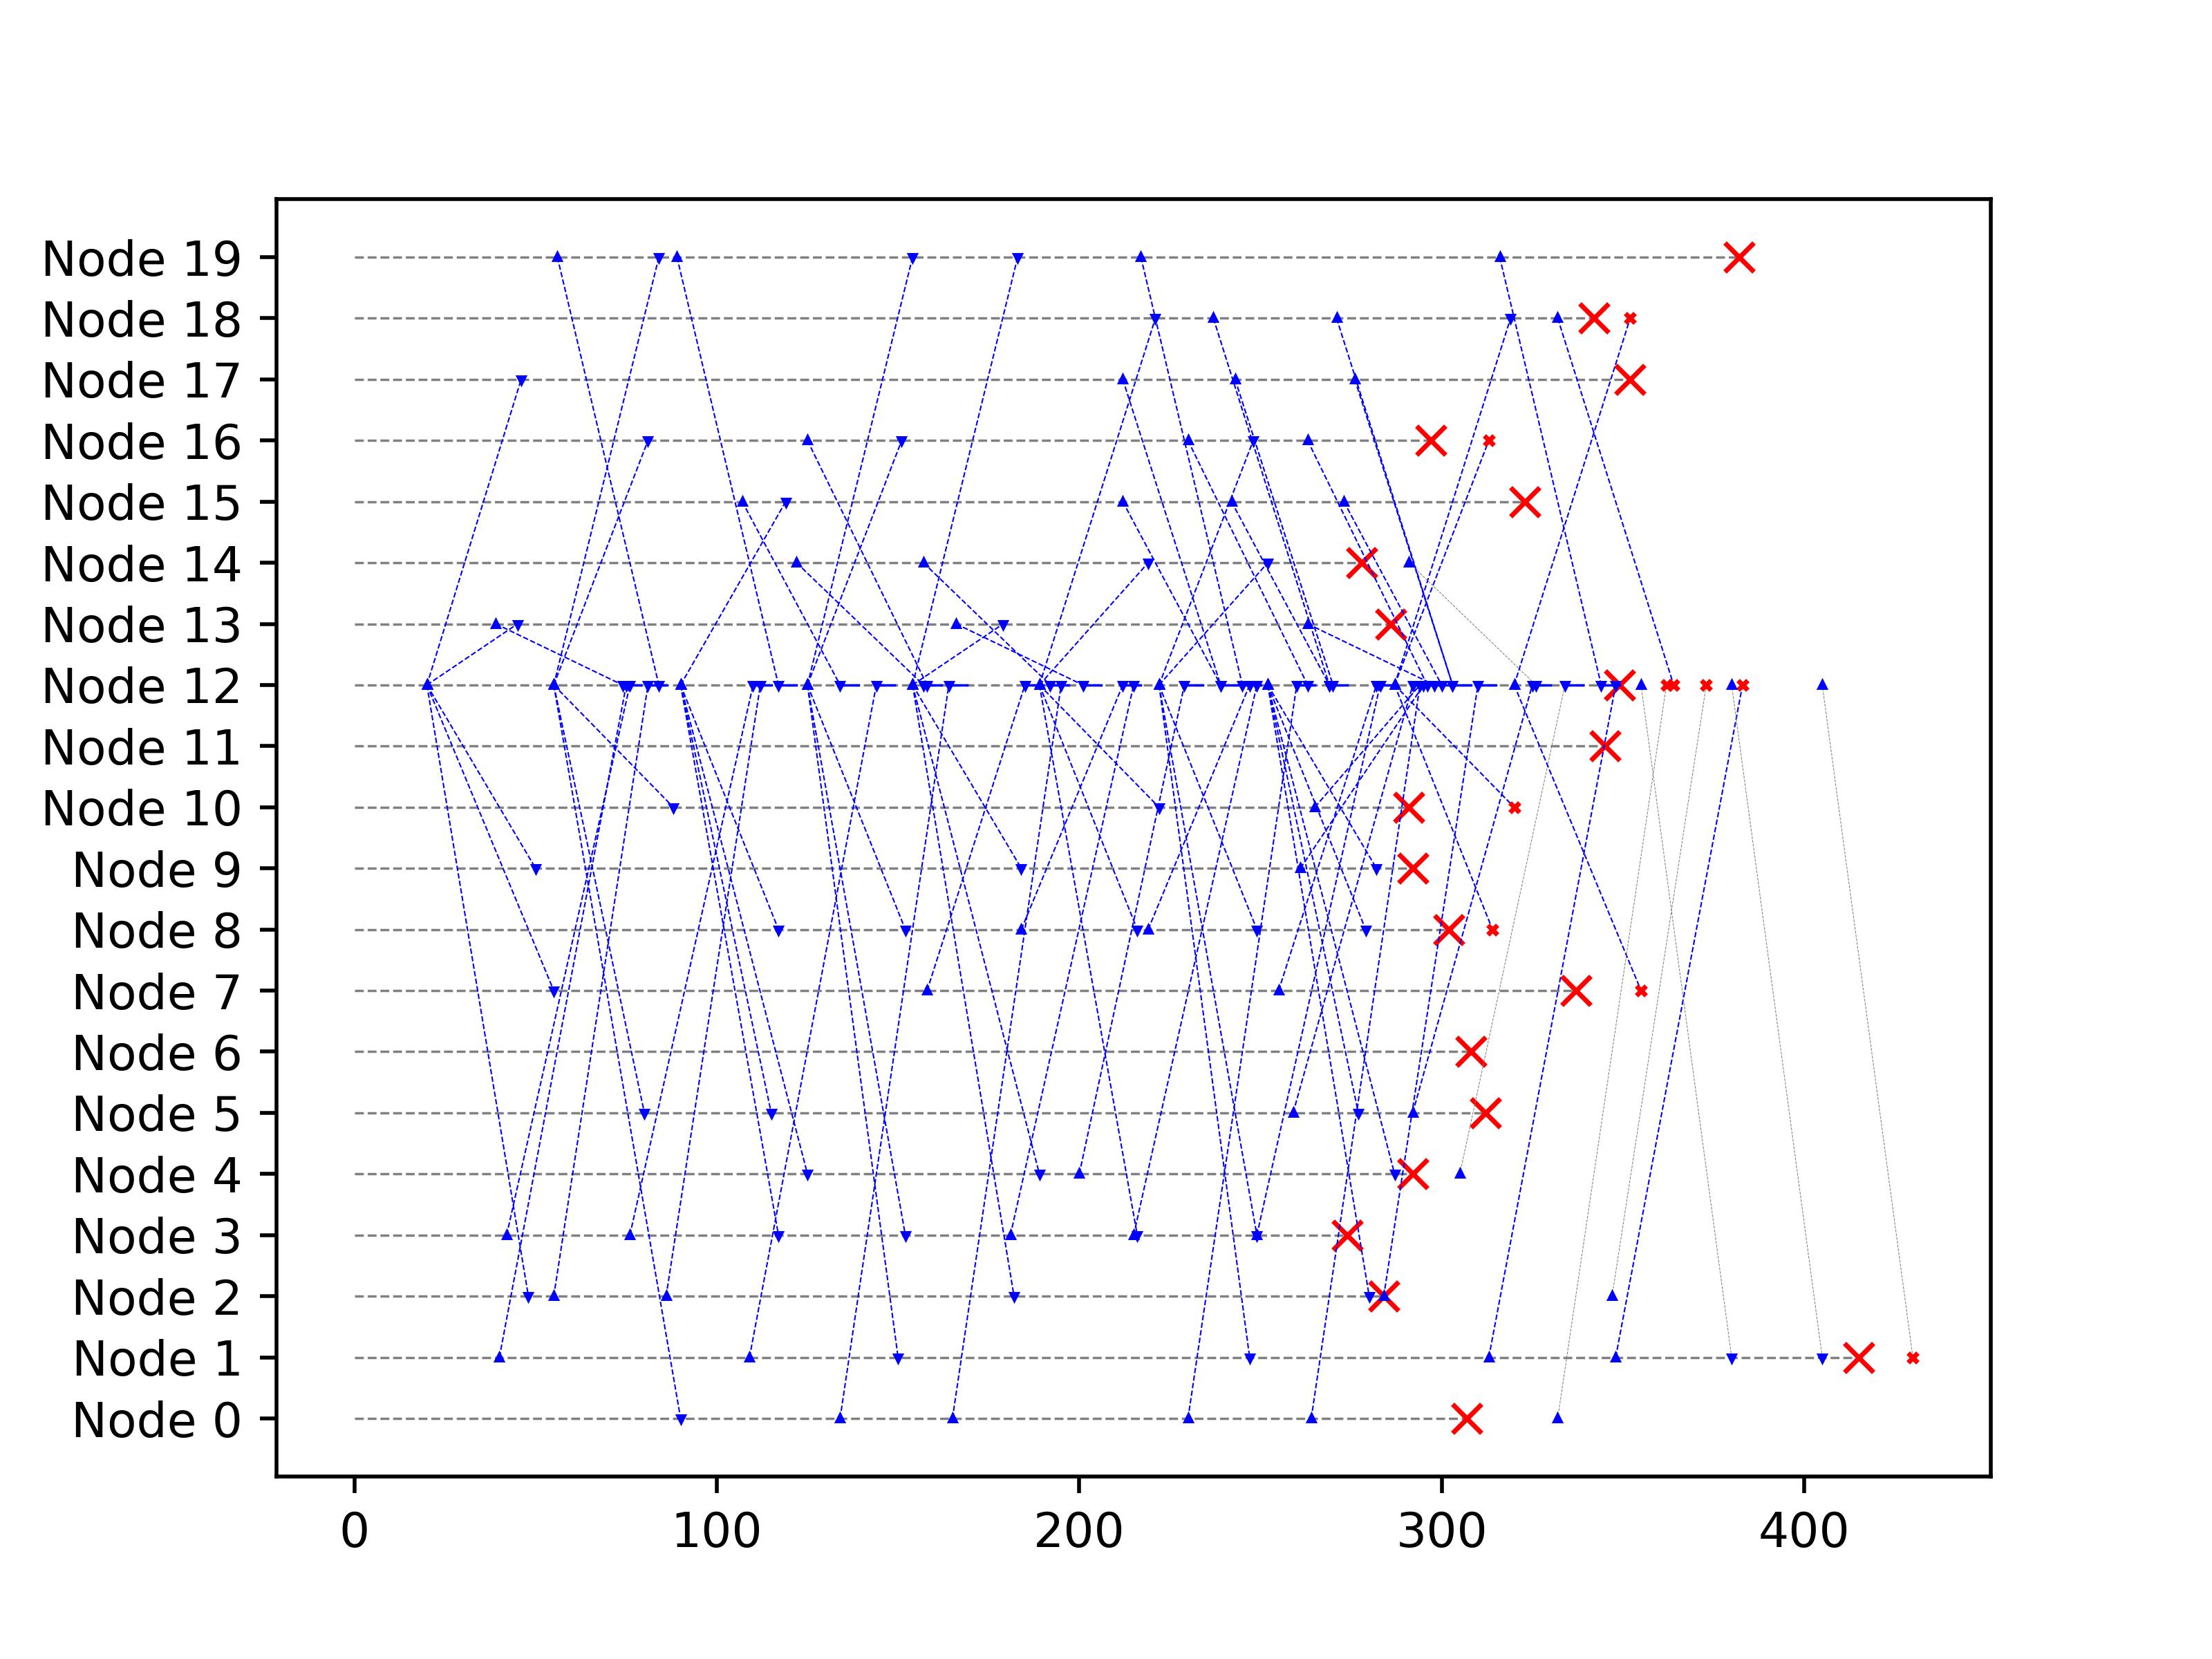 Node 19
Node 18
Node 17
Node 16
Node 15
Node 14
Node 13
Node 12
Node 11
Node 10
Node 9
Node 8
Node 7
Node 6
Node 5
Node 4
Node 3
Node 2
Node 1
Node 0
0 100 200 300 400